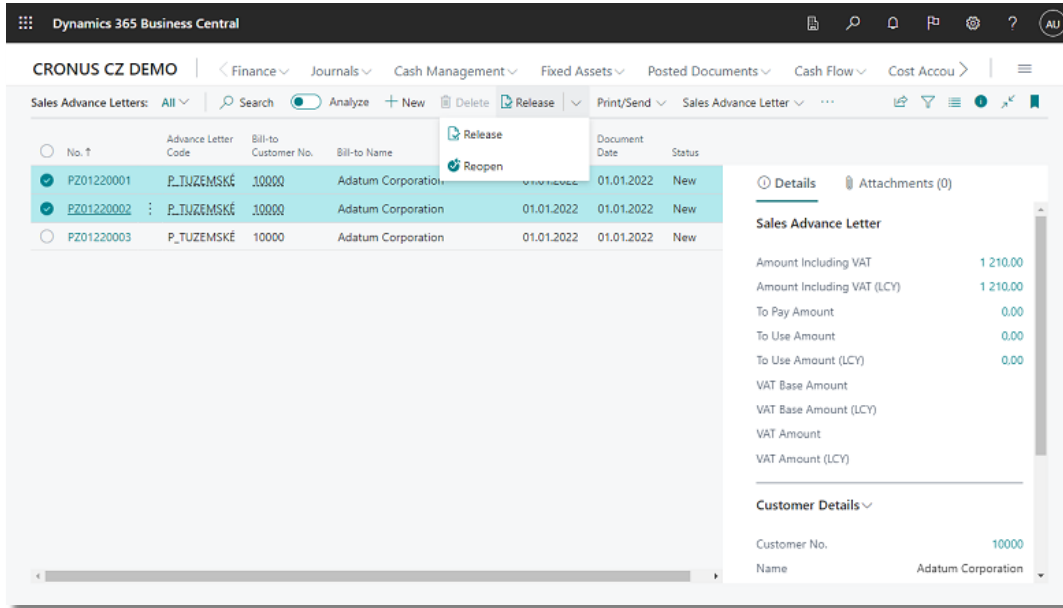 Dynamics 365 Business Central
AU
CRONUS CZ DEMO
Finance Journals Cash Management Fixed Assets Posted Documents Cash Flow Cost Accou
Sales Advance Letters: All Search Analyze + New Delete Release Print/Send Sales Advance Letter ...
Release
Reopen
No. ↑ Advance Letter Code Bill-to Customer No. Bill-to Name Document Date Status
PZ01220001 P_TUZEMSKÉ 10000 Adatum Corporation 01.01.2022 01.01.2022 New
PZ01220002 P_TUZEMSKÉ 10000 Adatum Corporation 01.01.2022 01.01.2022 New
PZ01220003 P_TUZEMSKÉ 10000 Adatum Corporation 01.01.2022 01.01.2022 New
Details Attachments (0)
Sales Advance Letter
Amount Including VAT 1 210,00
Amount Including VAT (LCY) 1 210,00
To Pay Amount 0,00
To Use Amount 0,00
To Use Amount (LCY) 0,00
VAT Base Amount
VAT Base Amount (LCY)
VAT Amount
VAT Amount (LCY)
Customer Details
Customer No. 10000
Name Adatum Corporation